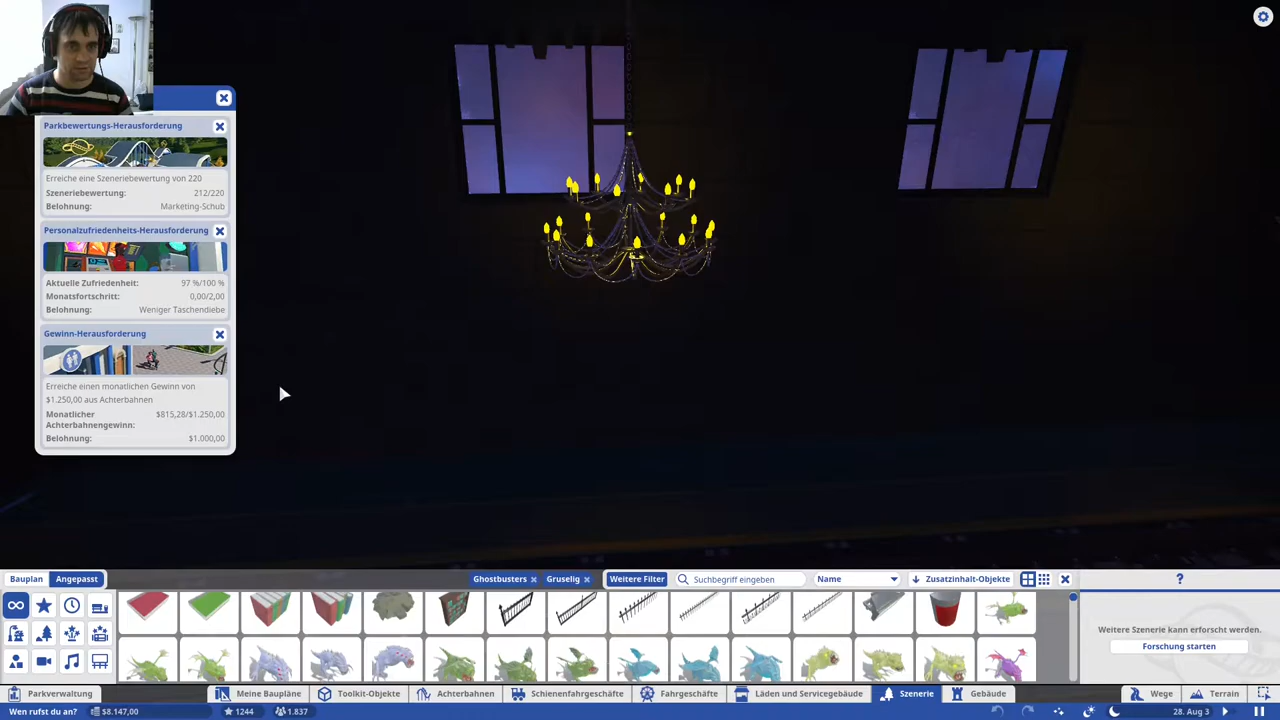 Parkbewertungs-Herausforderung
Erreiche eine Szeneriebewertung von 220
Szeneriebewertung: 212/220
Belohnung: Marketing-Schub
Personalzufriedenheits-Herausforderung
Aktuelle Zufriedenheit: 97 %/100 %
Monatsfortschritt: 0,00/2,00
Belohnung: Weniger Taschendiebe
Gewinn-Herausforderung
Erreiche einen monatlichen Gewinn von
$1.250,00 aus Achterbahnen
Monatlicher $815,28/$1.250,00
Achterbahnengewinn:
Belohnung: $1.000,00
Bauplan Angepasst Ghostbusters Gruselig Weitere Filter Suchbegriff eingeben Name Zusatzinhalt-Objekte ?
Weitere Szenerie kann erforscht werden.
Forschung starten
Parkverwaltung Meine Baupläne Toolkit-Objekte Achterbahnen Schienenfahrgeschäfte Fahrgeschäfte Läden und Servicegebäude Szenerie Gebäude Wege Terrain
Wen rufst du an? $8.147,00 1244 1.837 28. Aug 3